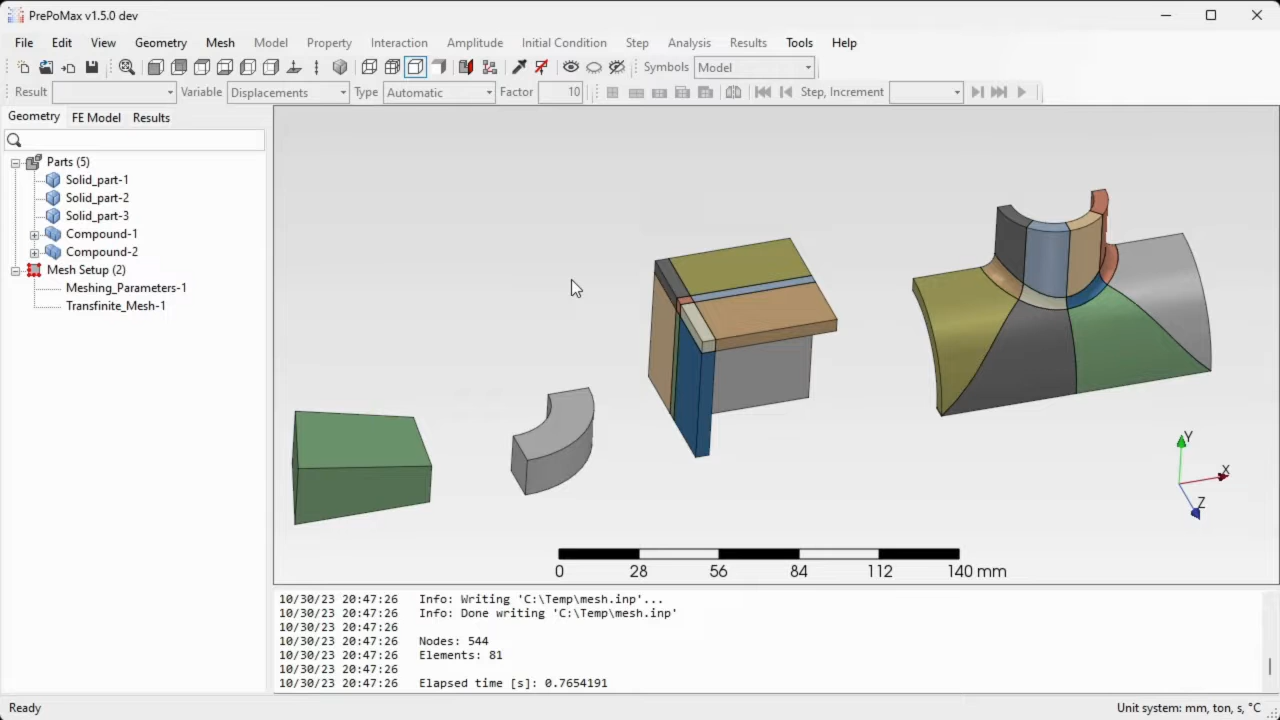 PrePoMax v1.5.0 dev
File Edit View Geometry Mesh Model Property Interaction Amplitude Initial Condition Step Analysis Results Tools Help
Symbols Model
Result Variable Displacements Type Automatic Factor 10 Step, Increment
Geometry FE Model Results
Parts (5)
Solid_part-1
Solid_part-2
Solid_part-3
Compound-1
Compound-2
Mesh Setup (2)
Meshing_Parameters-1
Transfinite_Mesh-1
Y
X
Z
0 28 56 84 112 140 mm
10/30/23 20:47:26 Info: Writing 'C:\Temp\mesh.inp'...
10/30/23 20:47:26 Info: Done writing 'C:\Temp\mesh.inp'
10/30/23 20:47:26
10/30/23 20:47:26 Nodes: 544
10/30/23 20:47:26 Elements: 81
10/30/23 20:47:26
10/30/23 20:47:26 Elapsed time [s]: 0.7654191
Ready Unit system: mm, ton, s, °C